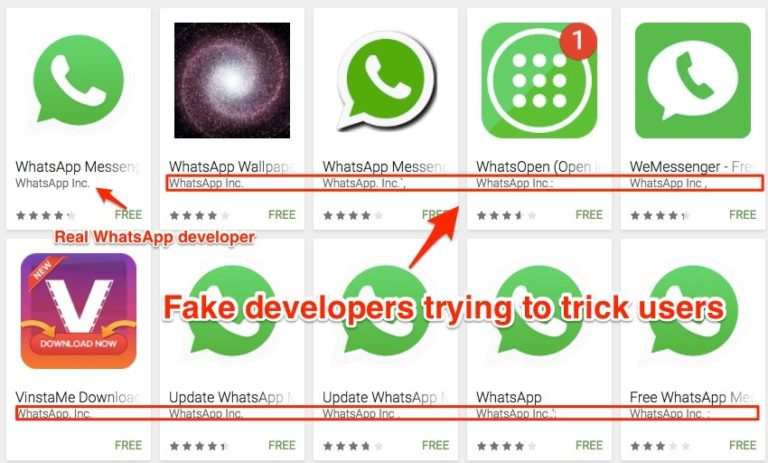 1
WhatsApp Messeng
WhatsApp Inc.
FREE
WhatsApp Wallpape
WhatsApp Inc.
FREE
WhatsApp Messeng
WhatsApp. Inc.`,
FREE
WhatsOpen (Open i
WhatsApp Inc.:
FREE
WeMessenger - Free
WhatsApp Inc ,
FREE
Real WhatsApp developer
Fake developers trying to trick users
NEW
V
DOWNLOAD NOW
VinstaMe Download
WhatsApp, Inc.
FREE
Update WhatsApp M
WhatsApp Inc.
FREE
Update WhatsApp M
WhatsApp Inc .
FREE
WhatsApp
WhatsApp Inc.':
FREE
Free WhatsApp Mes
WhatsApp Inc. :
FREE